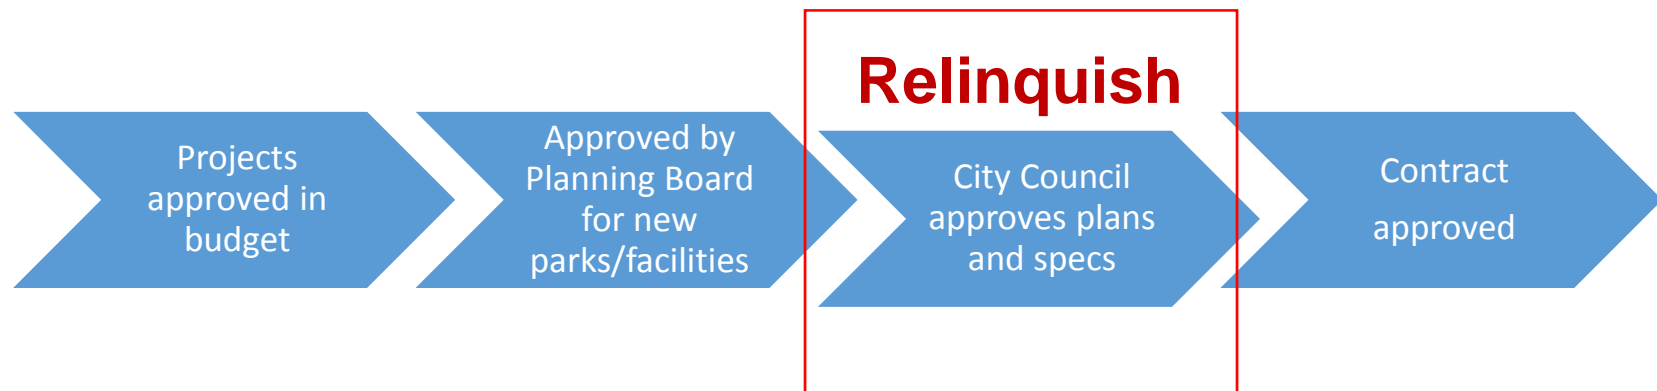 Projects
approved in
budget
Approved by
Planning Board
for new
parks/facilities
Relinquish
City Council
approves plans
and specs
Contract
approved